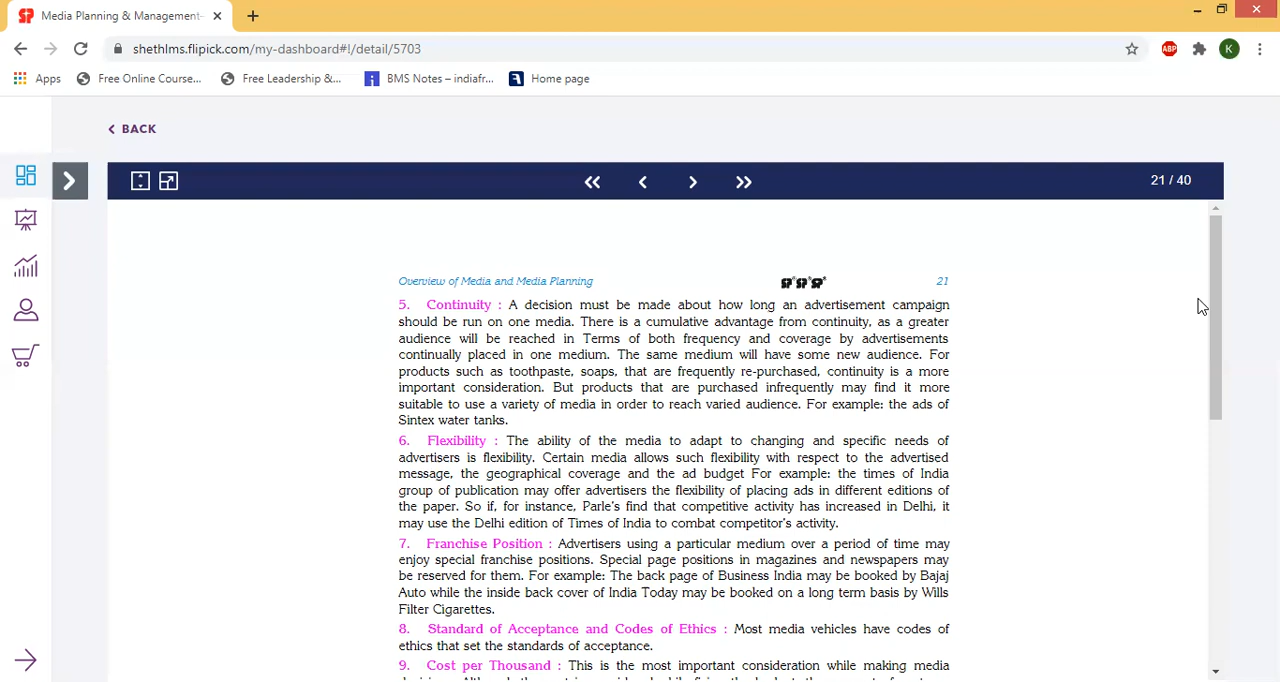 Media Planning & Management-
shethlms.flipick.com/my-dashboard#!/detail/5703
ABP
K
Apps
Free Online Course...
Free Leadership &...
BMS Notes – indiafr...
Home page
BACK
21 / 40
Overview of Media and Media Planning
21
5. Continuity : A decision must be made about how long an advertisement campaign
should be run on one media. There is a cumulative advantage from continuity, as a greater
audience will be reached in Terms of both frequency and coverage by advertisements
continually placed in one medium. The same medium will have some new audience. For
products such as toothpaste, soaps, that are frequently re-purchased, continuity is a more
important consideration. But products that are purchased infrequently may find it more
suitable to use a variety of media in order to reach varied audience. For example: the ads of
Sintex water tanks.
6. Flexibility : The ability of the media to adapt to changing and specific needs of
advertisers is flexibility. Certain media allows such flexibility with respect to the advertised
message, the geographical coverage and the ad budget For example: the times of India
group of publication may offer advertisers the flexibility of placing ads in different editions of
the paper. So if, for instance, Parle's find that competitive activity has increased in Delhi, it
may use the Delhi edition of Times of India to combat competitor's activity.
7. Franchise Position : Advertisers using a particular medium over a period of time may
enjoy special franchise positions. Special page positions in magazines and newspapers may
be reserved for them. For example: The back page of Business India may be booked by Bajaj
Auto while the inside back cover of India Today may be booked on a long term basis by Wills
Filter Cigarettes.
8. Standard of Acceptance and Codes of Ethics : Most media vehicles have codes of
ethics that set the standards of acceptance.
9. Cost per Thousand : This is the most important consideration while making media